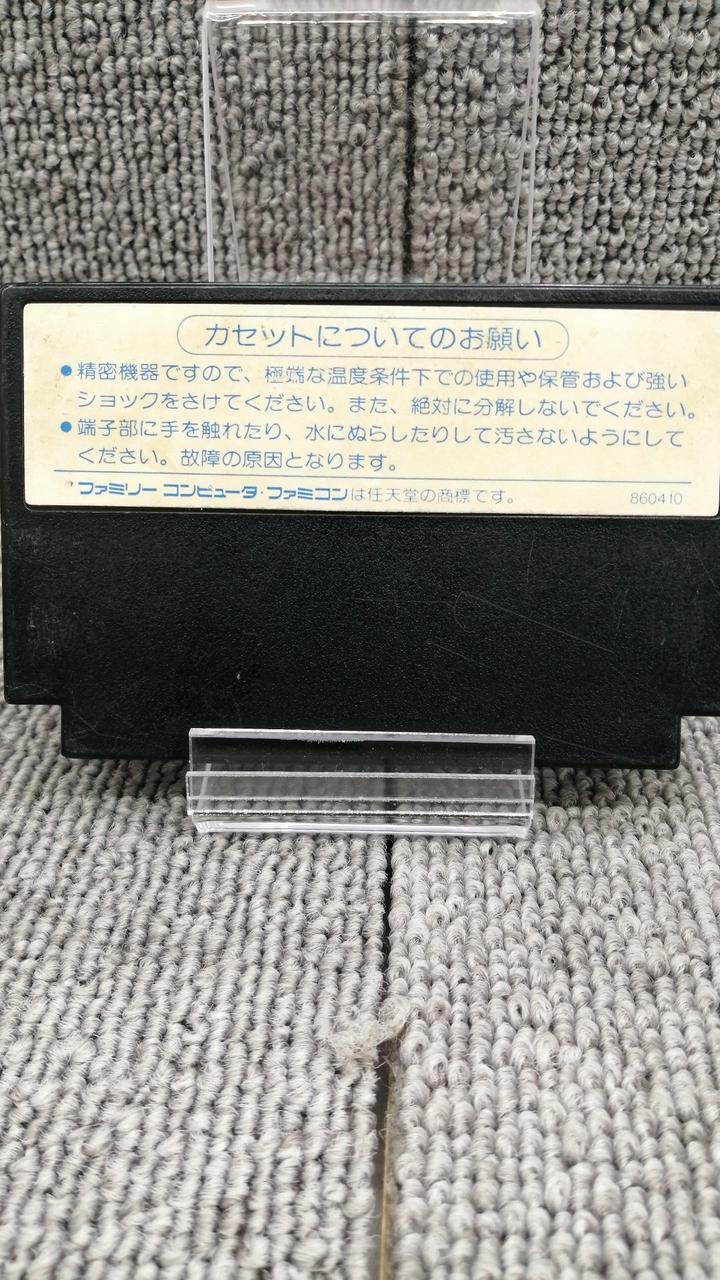 カセットについてのお願い
●精密機器ですので、極端な温度条件下での使用や保管および強い
ショックをさけてください。また、絶対に分解しないでください。
●端子部に手を触れたり、水にぬらしたりして汚さないようにして
ください。故障の原因となります。
ファミリー コンピュータ・ファミコンは任天堂の商標です。 860410